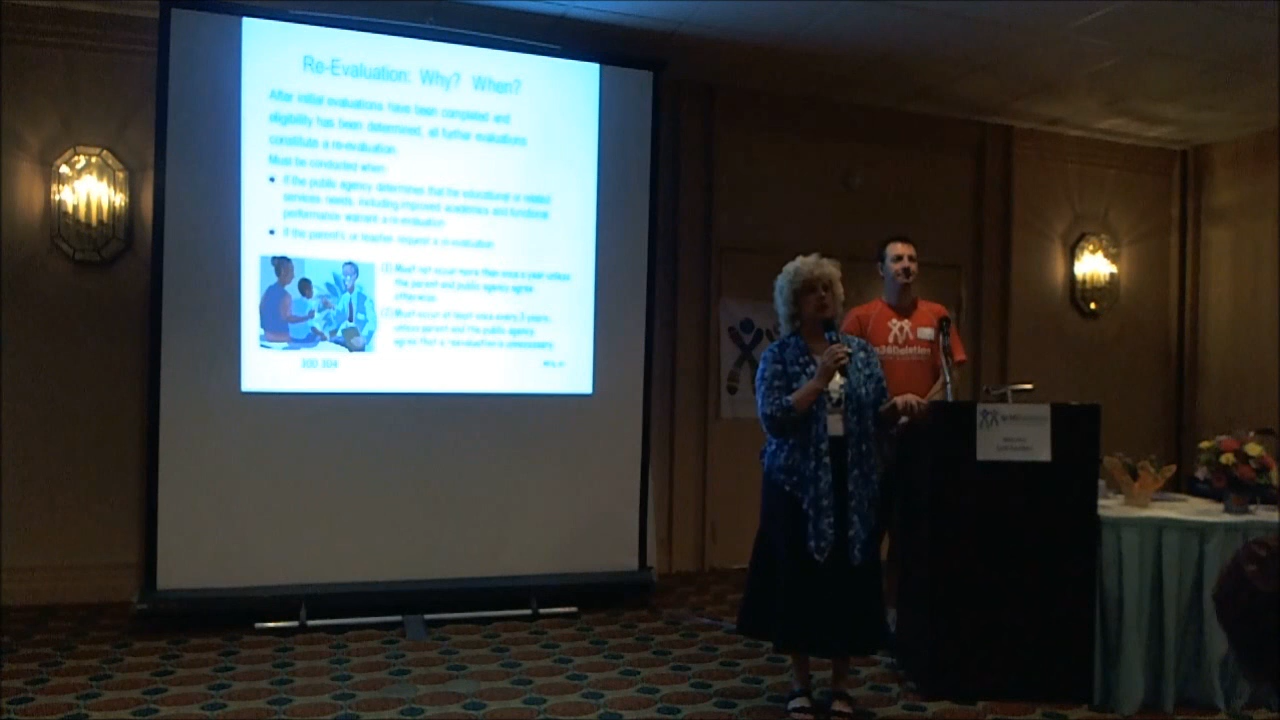 Re-Evaluation: Why? When?
After initial evaluations have been completed and
eligibility has been determined, all further evaluations
constitute a re-evaluation.
Must be conducted when:
• If the public agency determines that the educational or related
services needs, including improved academics and functional
performance warrant a re-evaluation
• If the parent's or teacher request a re-evaluation
(1) Must not occur more than once a year unless
the parent and public agency agree
otherwise
(2) Must occur at least once every 3 years,
unless parent and the public agency
agree that a reevaluation is unnecessary
300.304